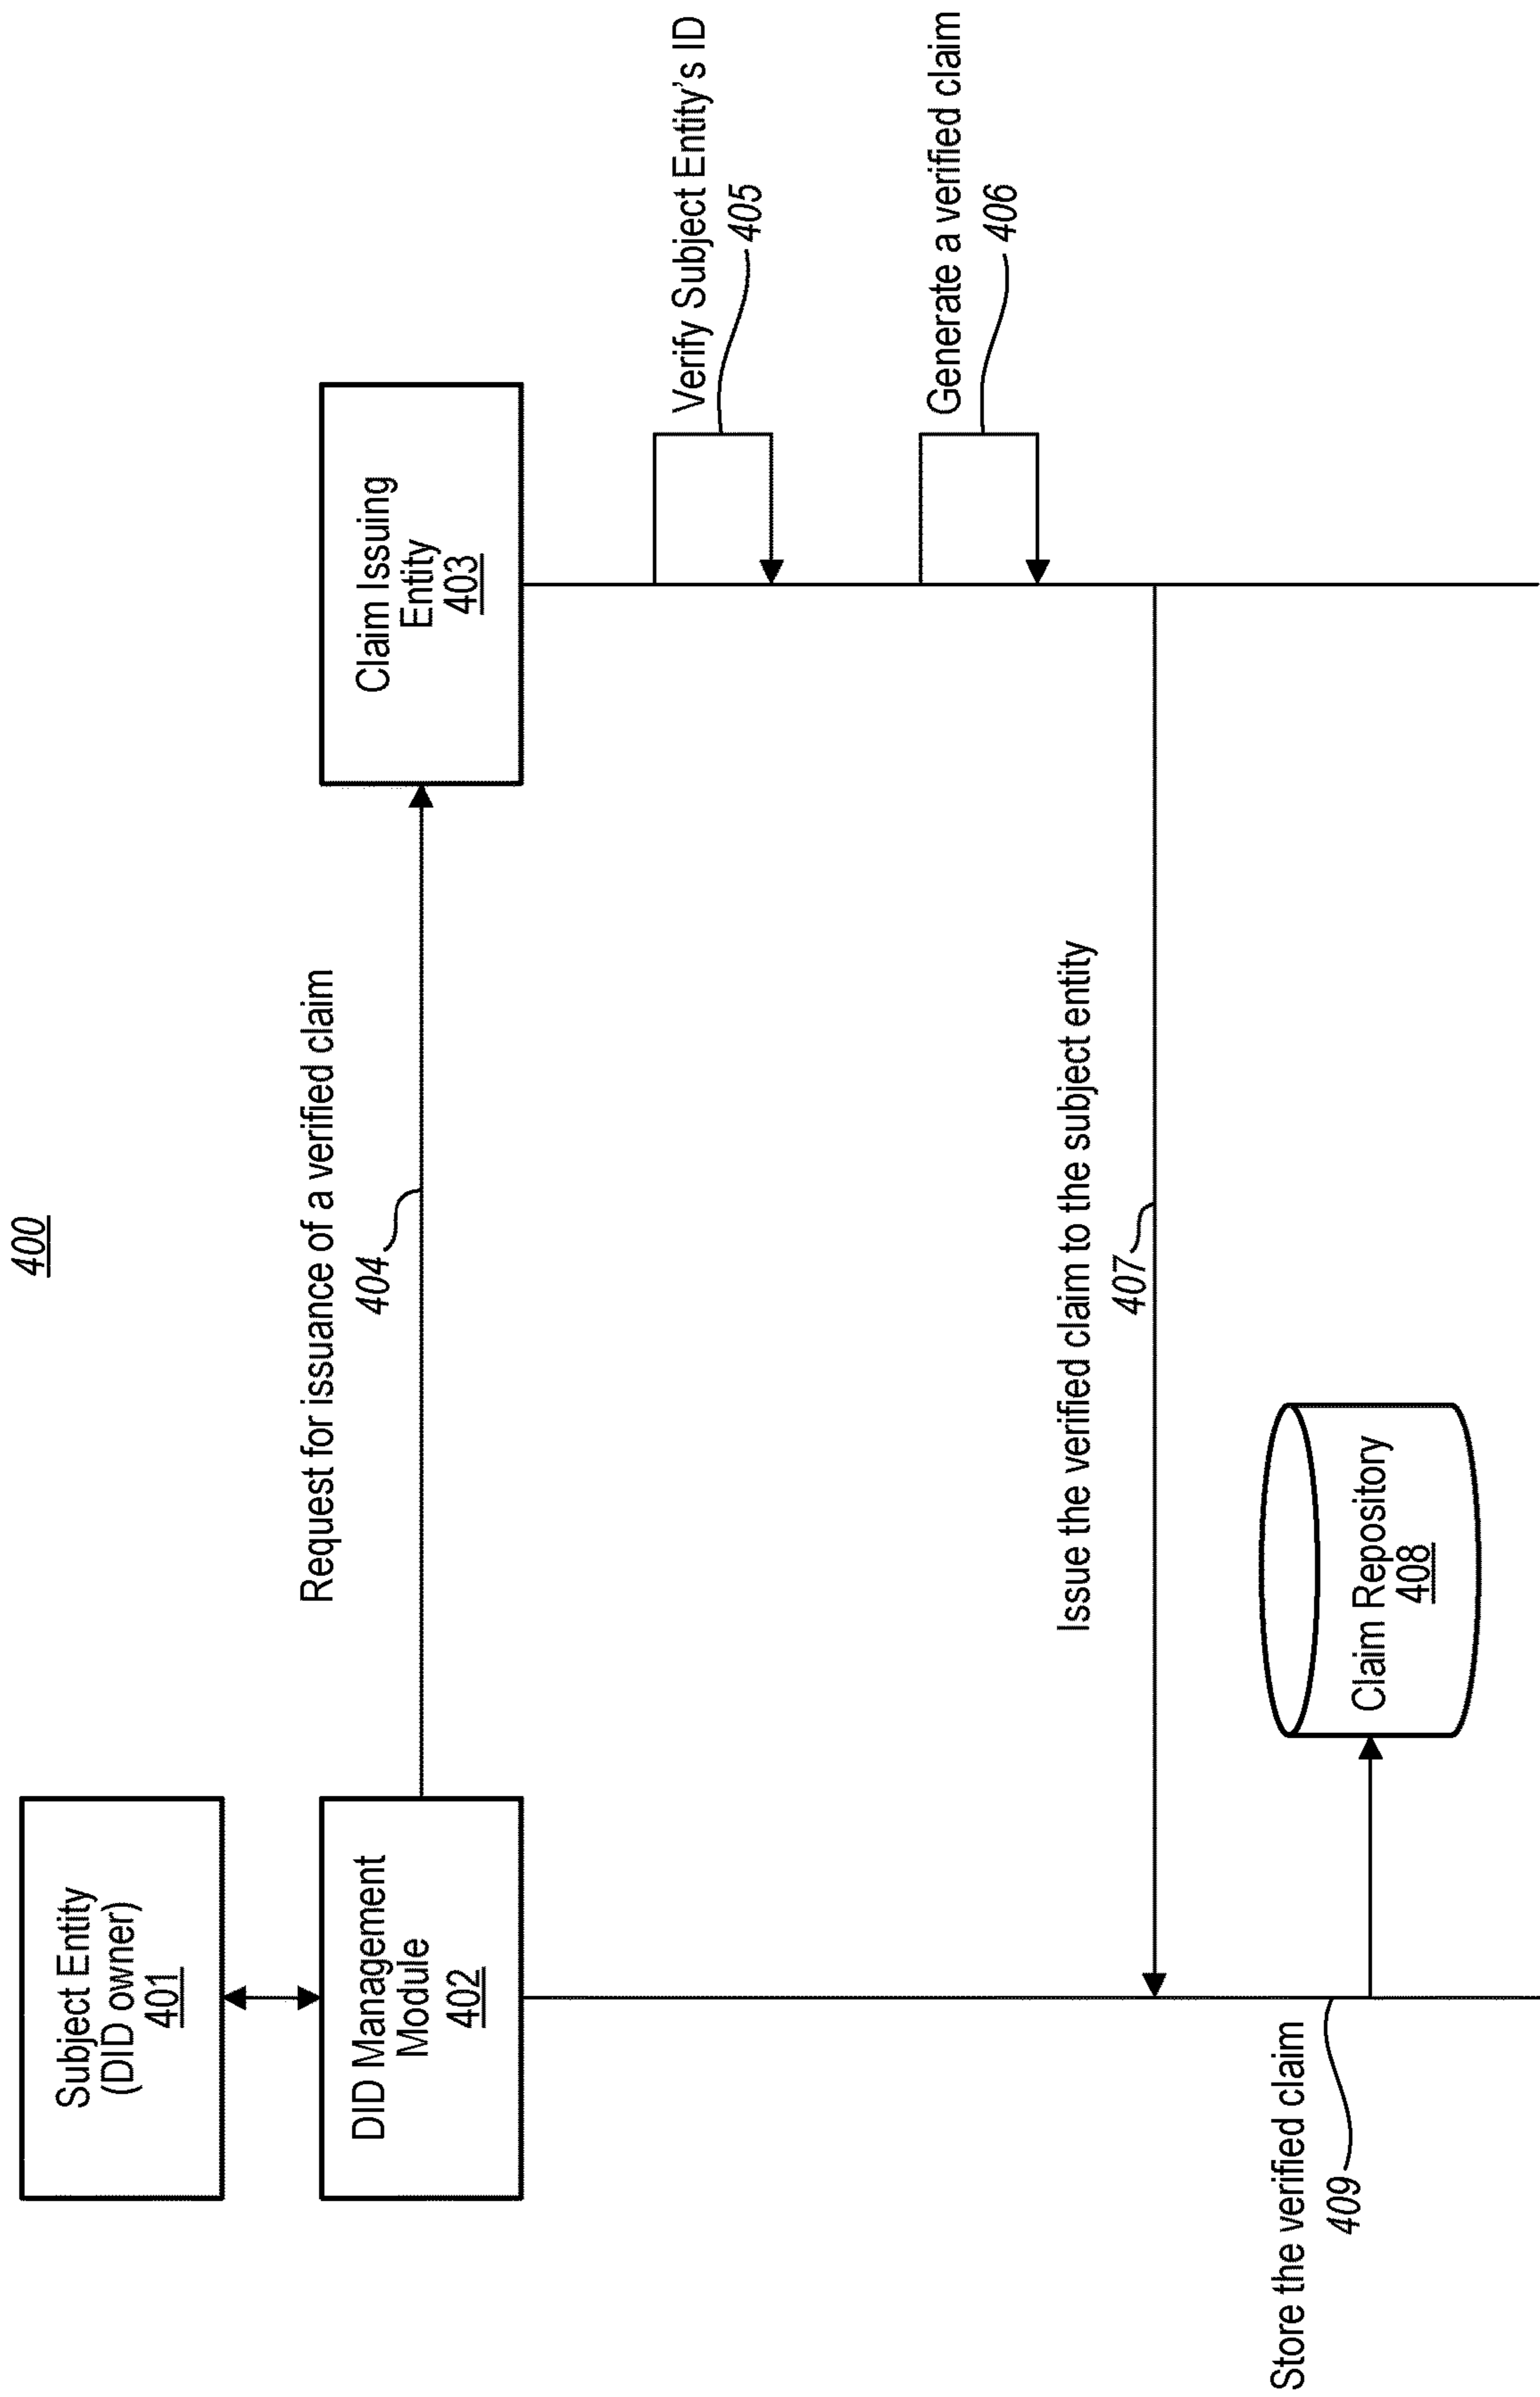 400
Subject Entity
(DID owner)
401
DID Management
Module
402
Request for issuance of a verified claim
404
Claim Issuing
Entity
403
Verify Subject Entity's ID
405
Generate a verified claim
406
Issue the verified claim to the subject entity
407
Store the verified claim
409
Claim Repository
408